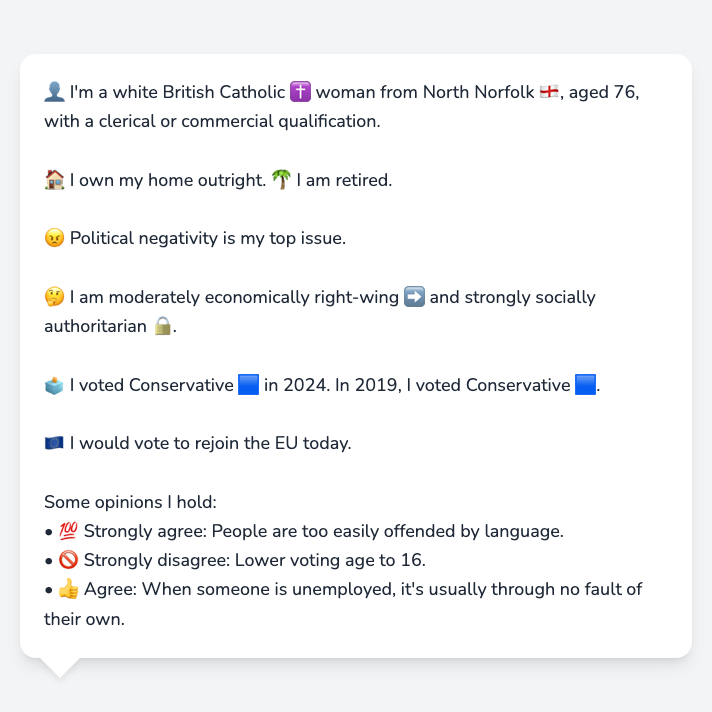 👤 I'm a white British Catholic ✝️ woman from North Norfolk 🏴󠁧󠁢󠁥󠁮󠁧󠁿, aged 76,
with a clerical or commercial qualification.
🏠 I own my home outright. 🌴 I am retired.
😠 Political negativity is my top issue.
🤔 I am moderately economically right-wing ➡️ and strongly socially
authoritarian 🔒.
🗳️ I voted Conservative 🟦 in 2024. In 2019, I voted Conservative 🟦.
🇪🇺 I would vote to rejoin the EU today.
Some opinions I hold:
• 💯 Strongly agree: People are too easily offended by language.
• 🚫 Strongly disagree: Lower voting age to 16.
• 👍 Agree: When someone is unemployed, it's usually through no fault of
their own.